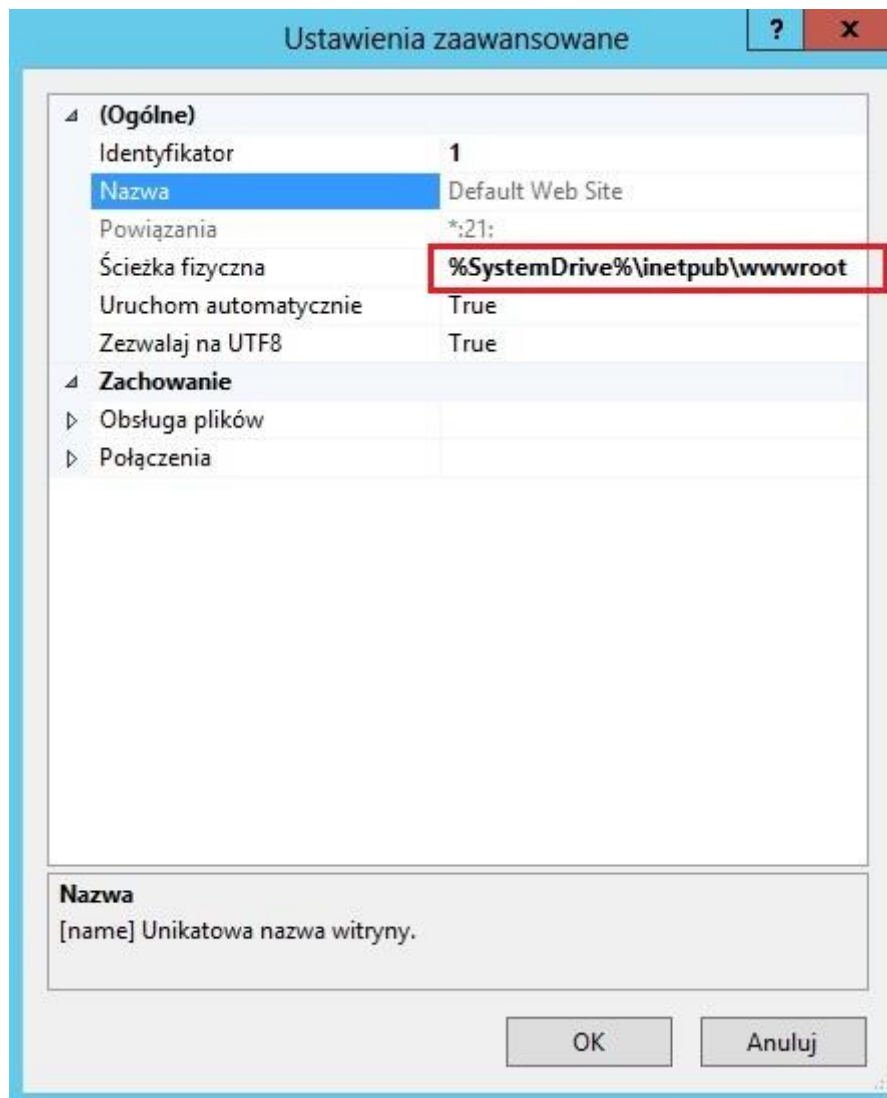 Ustawienia zaawansowane
? x
(Ogólne)
Identyfikator 1
Nazwa Default Web Site
Powiązania *:21:
Ścieżka fizyczna %SystemDrive%\inetpub\wwwroot
Uruchom automatycznie True
Zezwalaj na UTF8 True
Zachowanie
Obsługa plików
Połączenia
Nazwa
[name] Unikatowa nazwa witryny.
OK Anuluj